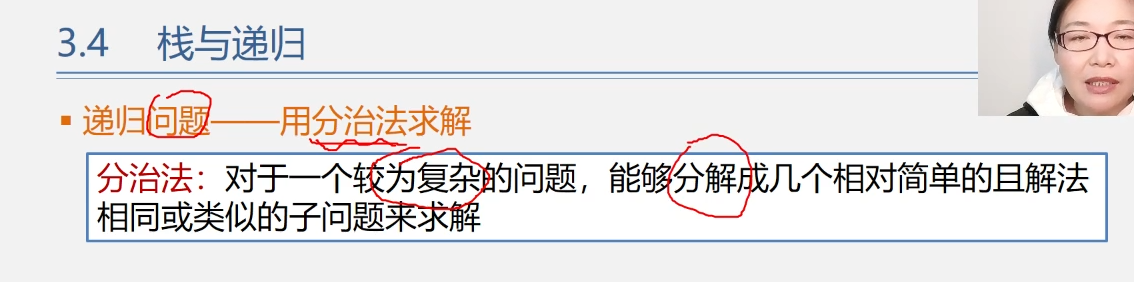 3.4 栈与递归
▪ 递归问题——用分治法求解
分治法：对于一个较为复杂的问题，能够分解成几个相对简单的且解法
相同或类似的子问题来求解